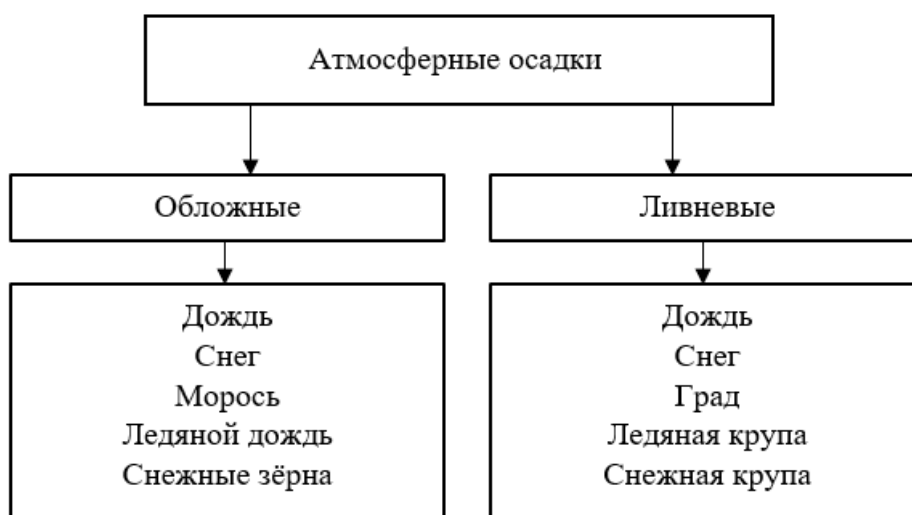 Атмосферные осадки
Обложные
Ливневые
Дождь
Снег
Морось
Ледяной дождь
Снежные зёрна
Дождь
Снег
Град
Ледяная крупа
Снежная крупа